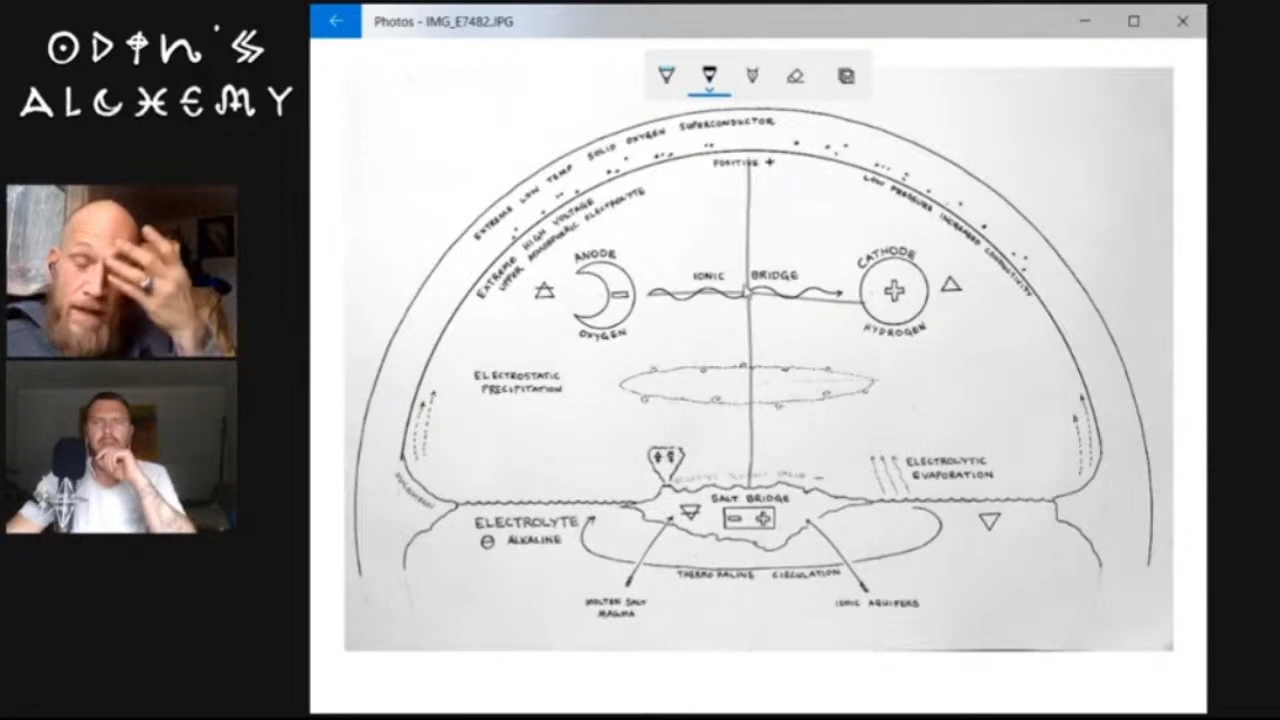 ODIN'S
ALCHEMY
Photos - IMG_E7482.JPG
EXTREME LOW TEMP SOLID OXYGEN SUPERCONDUCTOR
POSITIVE +
EXTREME HIGH VOLTAGE
UPPER ATMOSPHERIC ELECTROLYTE
LOW PRESSURE INCREASED CONDUCTIVITY
ANODE
CATHODE
IONIC BRIDGE
OXYGEN
HYDROGEN
ELECTROSTATIC
PRECIPITATION
ELECTROLYTIC
EVAPORATION
SALT BRIDGE
ELECTROLYTE
⊖ ALKALINE
THERMOHALINE CIRCULATION
MOLTEN SALT
MAGMA
IONIC AQUIFERS